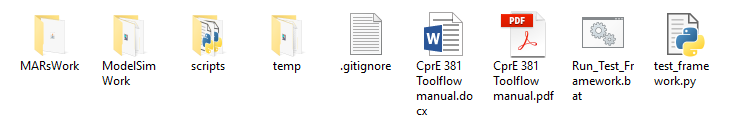 PDF
MARsWork
ModelSim
Work
scripts
temp
.gitignore
CprE 381
Toolflow
manual.do
cx
CprE 381
Toolflow
manual.pdf
Run_Test_Fr
amework.b
at
test_frame
work.py